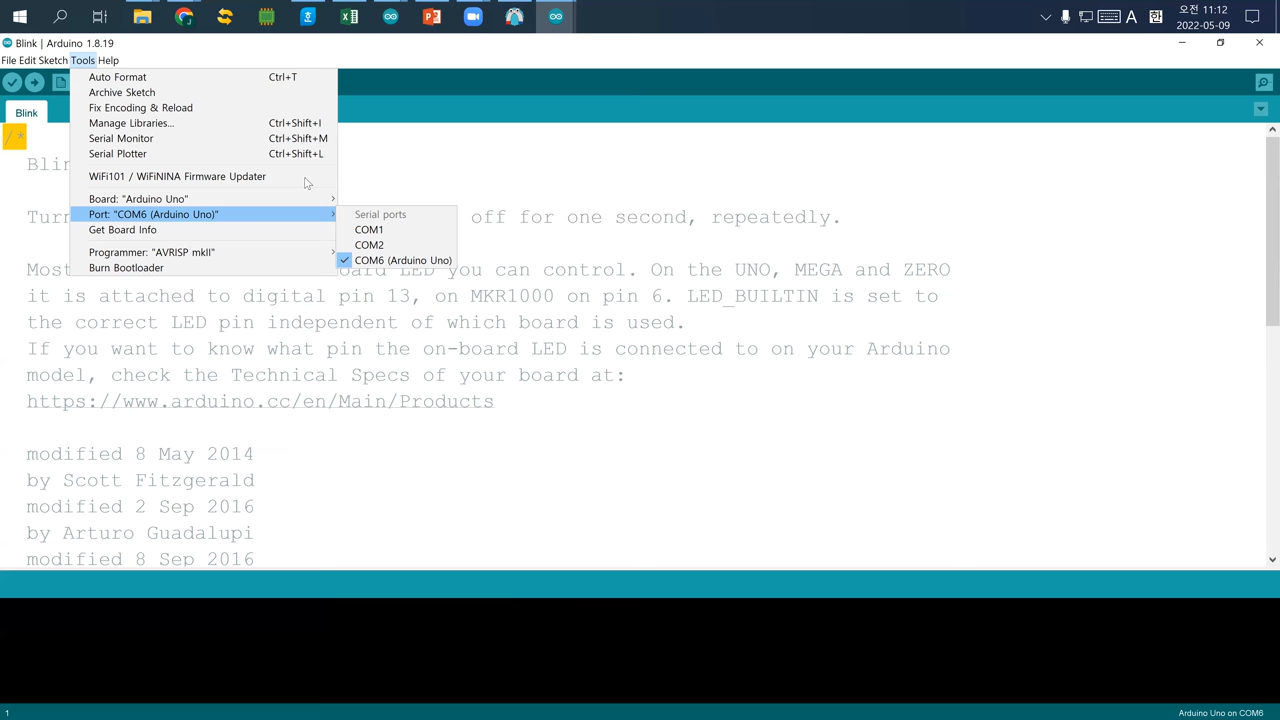 A 한 오전 11:12
2022-05-09
Blink | Arduino 1.8.19
File Edit Sketch Tools Help
Auto Format Ctrl+T
Archive Sketch
Fix Encoding & Reload
Manage Libraries... Ctrl+Shift+I
Serial Monitor Ctrl+Shift+M
Serial Plotter Ctrl+Shift+L
WiFi101 / WiFiNINA Firmware Updater
Board: "Arduino Uno"
Port: "COM6 (Arduino Uno)"
Get Board Info
Programmer: "AVRISP mkII"
Burn Bootloader
Serial ports
COM1
COM2
COM6 (Arduino Uno)
Blink
/*
off for one second, repeatedly.
LED you can control. On the UNO, MEGA and ZERO
it is attached to digital pin 13, on MKR1000 on pin 6. LED_BUILTIN is set to
the correct LED pin independent of which board is used.
If you want to know what pin the on-board LED is connected to on your Arduino
model, check the Technical Specs of your board at:
https://www.arduino.cc/en/Main/Products
modified 8 May 2014
by Scott Fitzgerald
modified 2 Sep 2016
by Arturo Guadalupi
modified 8 Sep 2016
1 Arduino Uno on COM6